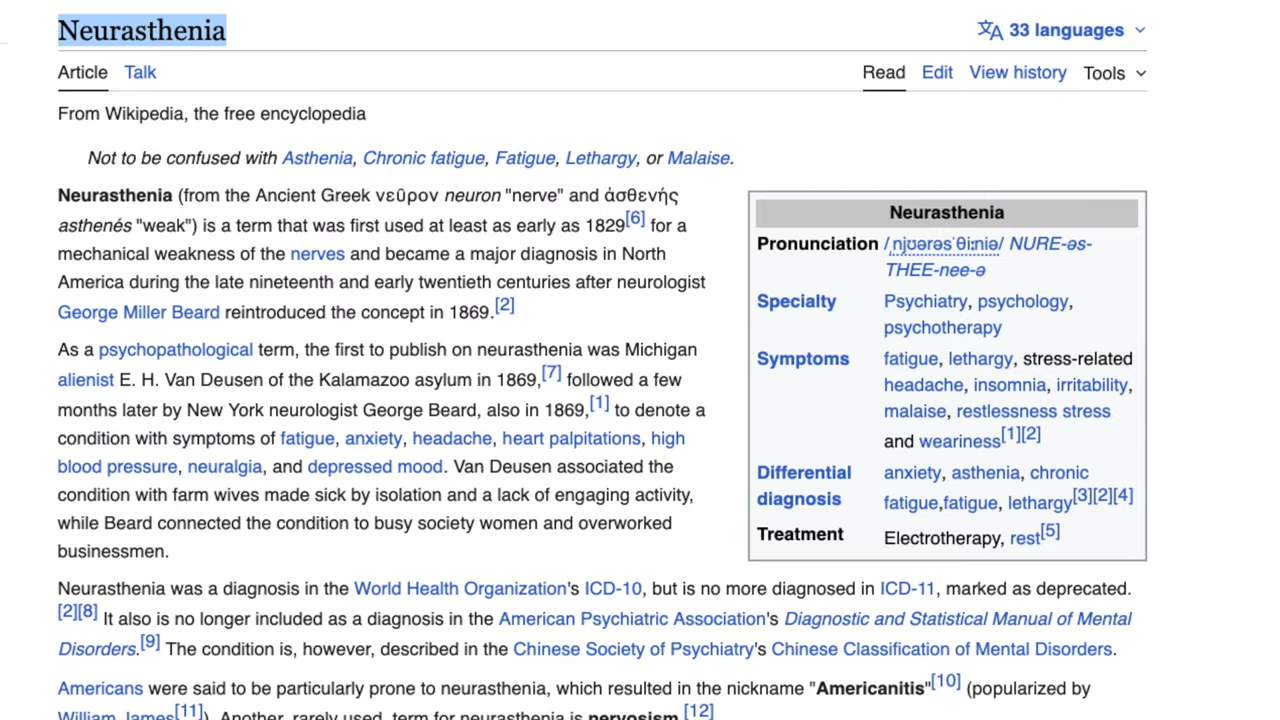 Neurasthenia
33 languages
Article Talk
Read Edit View history Tools
From Wikipedia, the free encyclopedia
Not to be confused with Asthenia, Chronic fatigue, Fatigue, Lethargy, or Malaise.
Neurasthenia (from the Ancient Greek νεῦρον neuron "nerve" and ἀσθενής
asthenés "weak") is a term that was first used at least as early as 1829[6] for a
mechanical weakness of the nerves and became a major diagnosis in North
America during the late nineteenth and early twentieth centuries after neurologist
George Miller Beard reintroduced the concept in 1869.[2]
As a psychopathological term, the first to publish on neurasthenia was Michigan
alienist E. H. Van Deusen of the Kalamazoo asylum in 1869,[7] followed a few
months later by New York neurologist George Beard, also in 1869,[1] to denote a
condition with symptoms of fatigue, anxiety, headache, heart palpitations, high
blood pressure, neuralgia, and depressed mood. Van Deusen associated the
condition with farm wives made sick by isolation and a lack of engaging activity,
while Beard connected the condition to busy society women and overworked
businessmen.
Neurasthenia
Pronunciation /ˌnjʊərəsˈθiːniə/ NURE-əs-
THEE-nee-ə
Specialty Psychiatry, psychology,
psychotherapy
Symptoms fatigue, lethargy, stress-related
headache, insomnia, irritability,
malaise, restlessness stress
and weariness[1][2]
Differential anxiety, asthenia, chronic
diagnosis fatigue,fatigue, lethargy[3][2][4]
Treatment Electrotherapy, rest[5]
Neurasthenia was a diagnosis in the World Health Organization's ICD-10, but is no more diagnosed in ICD-11, marked as deprecated.
[2][8] It also is no longer included as a diagnosis in the American Psychiatric Association's Diagnostic and Statistical Manual of Mental
Disorders.[9] The condition is, however, described in the Chinese Society of Psychiatry's Chinese Classification of Mental Disorders.
Americans were said to be particularly prone to neurasthenia, which resulted in the nickname "Americanitis"[10] (popularized by
William James[11]). Another, rarely used, term for neurasthenia is nervosism.[12]